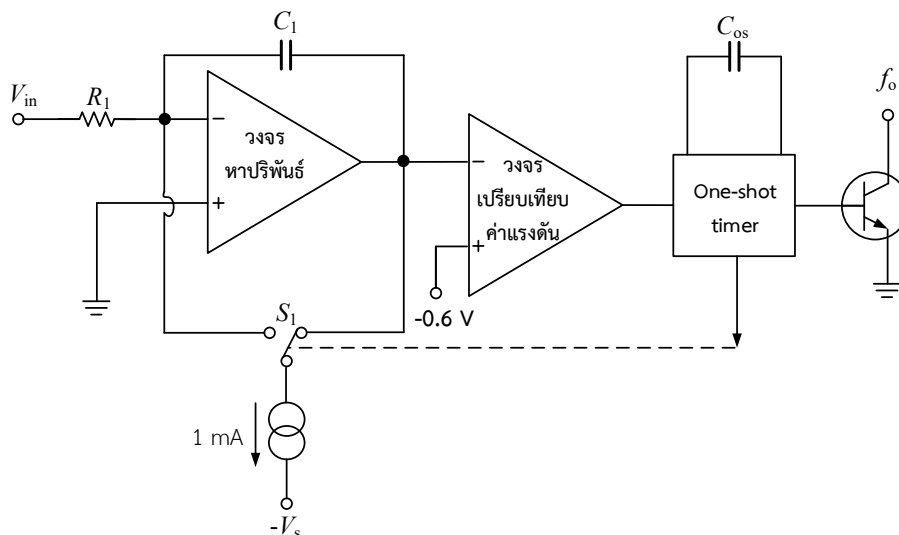 C₁
Cₒₛ
Vᵢₙ
R₁
fₒ
−
+
วงจร
หาปริพันธ์
−
+
วงจร
เปรียบเทียบ
ค่าแรงดัน
One-shot
timer
-0.6 V
S₁
1 mA
-Vₛ